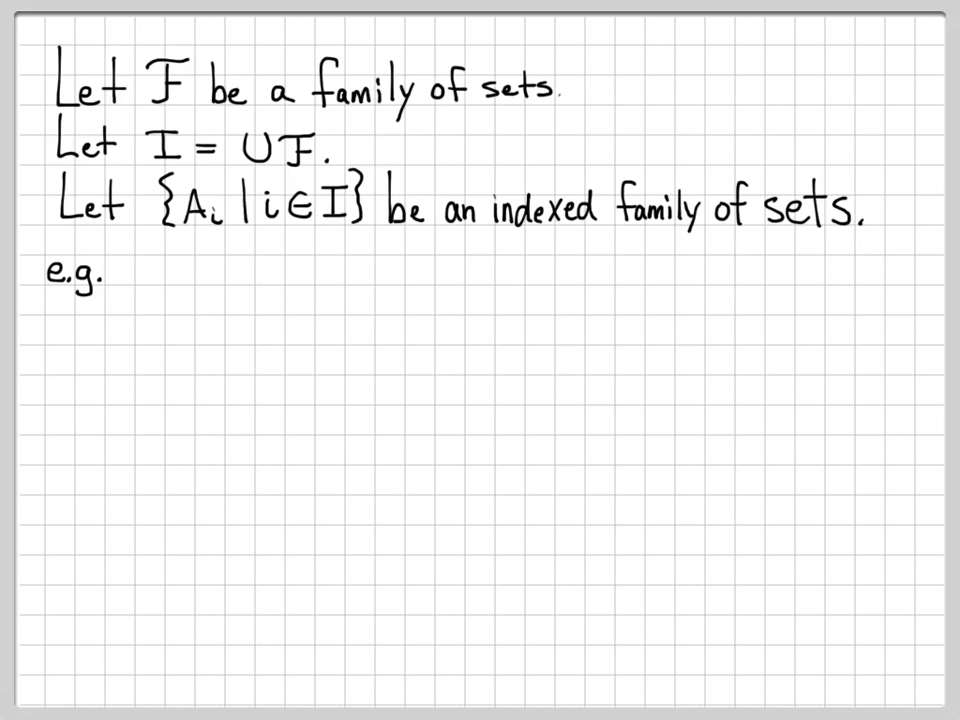 Let ℱ be a family of sets.
Let I = ∪ℱ.
Let {Aᵢ | i ∈ I} be an indexed family of sets.
e.g.